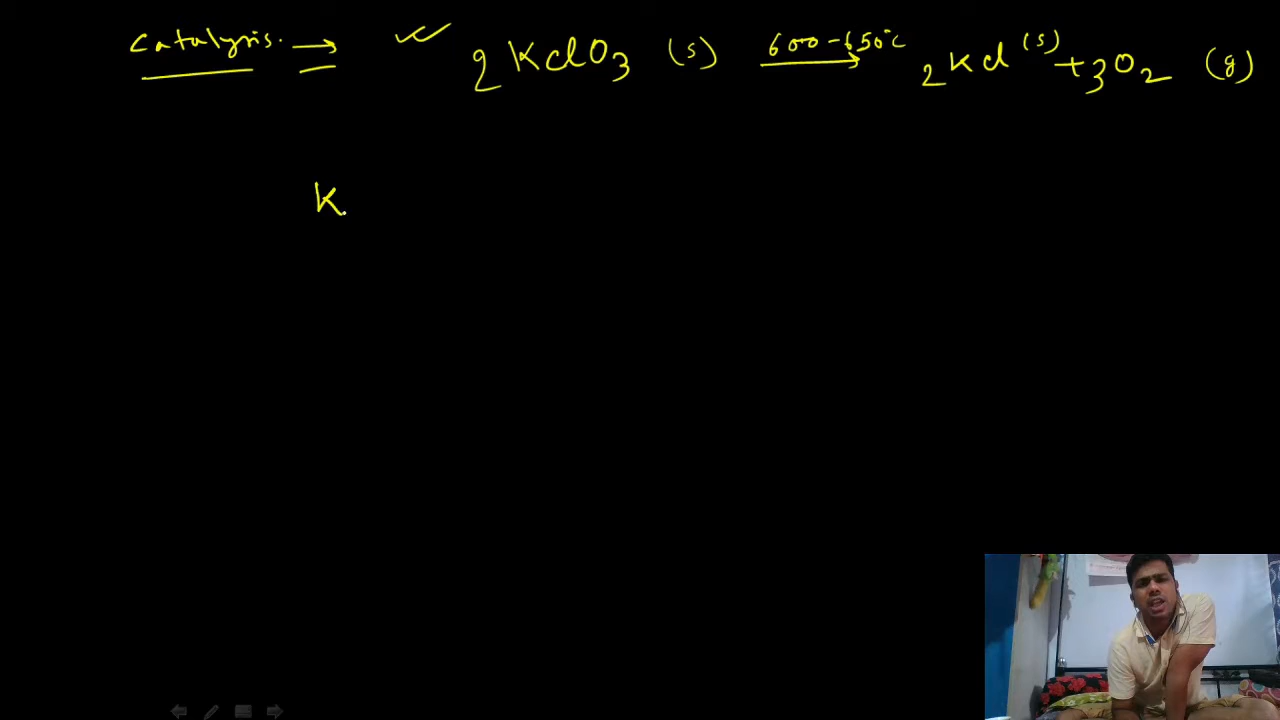 Catalysis. → 2KClO3 (s) 600-650°C → 2KCl (s) + 3O2 (g)
K